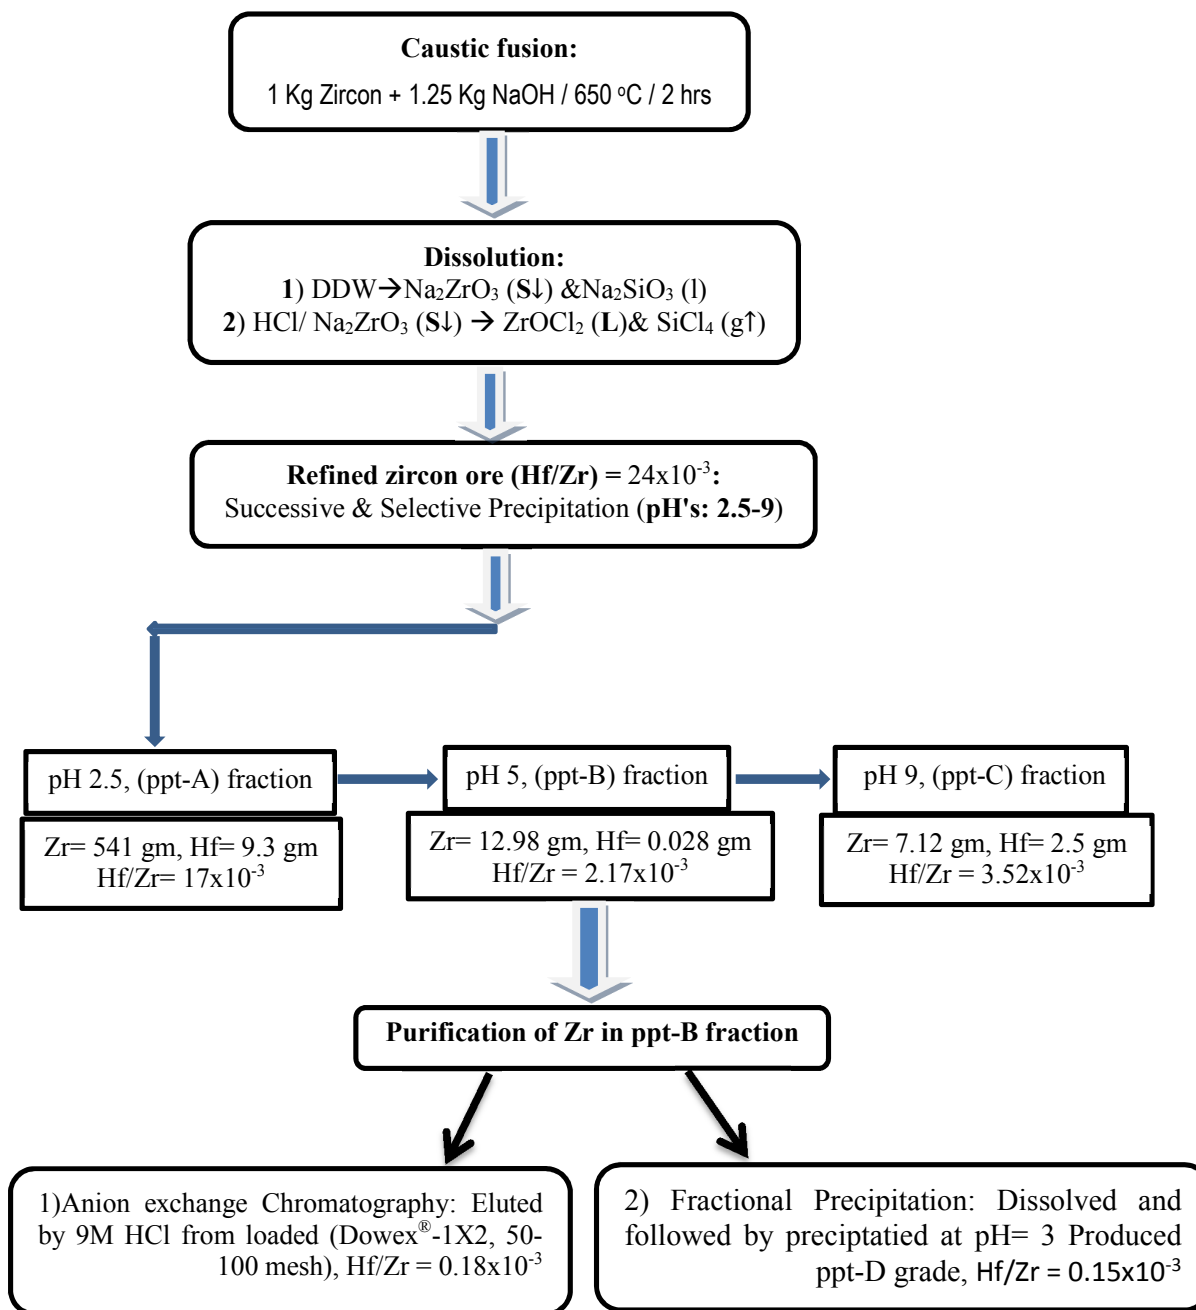 Caustic fusion:
1 Kg Zircon + 1.25 Kg NaOH / 650 ᵒC / 2 hrs
Dissolution:
1) DDW→Na₂ZrO₃ (S↓) &Na₂SiO₃ (l)
2) HCl/ Na₂ZrO₃ (S↓) → ZrOCl₂ (L)& SiCl₄ (g↑)
Refined zircon ore (Hf/Zr) = 24x10⁻³:
Successive & Selective Precipitation (pH's: 2.5-9)
pH 2.5, (ppt-A) fraction
Zr= 541 gm, Hf= 9.3 gm
Hf/Zr= 17x10⁻³
pH 5, (ppt-B) fraction
Zr= 12.98 gm, Hf= 0.028 gm
Hf/Zr = 2.17x10⁻³
pH 9, (ppt-C) fraction
Zr= 7.12 gm, Hf= 2.5 gm
Hf/Zr = 3.52x10⁻³
Purification of Zr in ppt-B fraction
1)Anion exchange Chromatography: Eluted
by 9M HCl from loaded (Dowex®-1X2, 50-
100 mesh), Hf/Zr = 0.18x10⁻³
2) Fractional Precipitation: Dissolved and
followed by preciptatied at pH= 3 Produced
ppt-D grade, Hf/Zr = 0.15x10⁻³